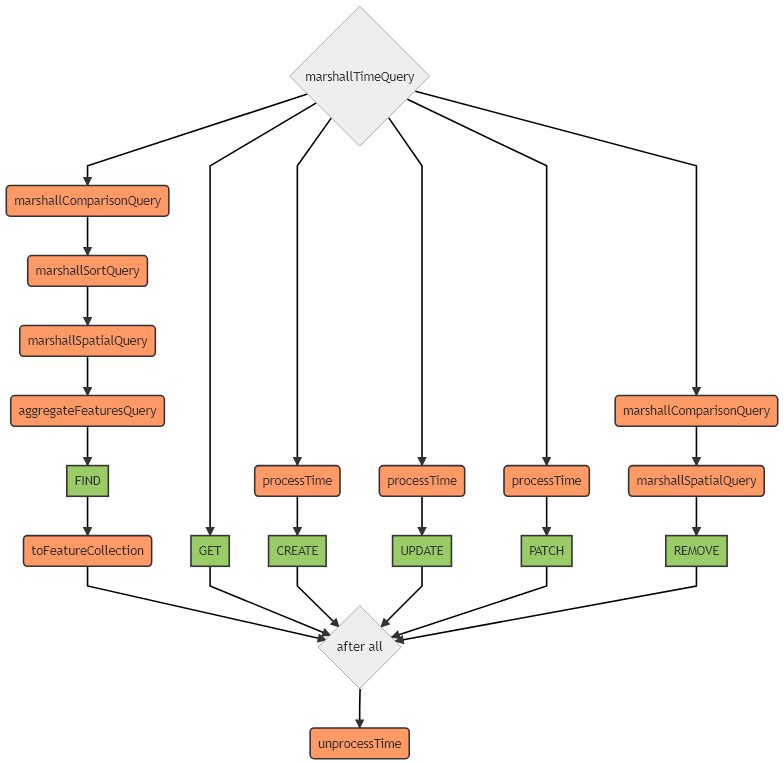 marshallTimeQuery
marshallComparisonQuery
marshallSortQuery
marshallSpatialQuery
aggregateFeaturesQuery
marshallComparisonQuery
FIND
processTime
processTime
processTime
marshallSpatialQuery
toFeatureCollection
GET
CREATE
UPDATE
PATCH
REMOVE
after all
unprocessTime